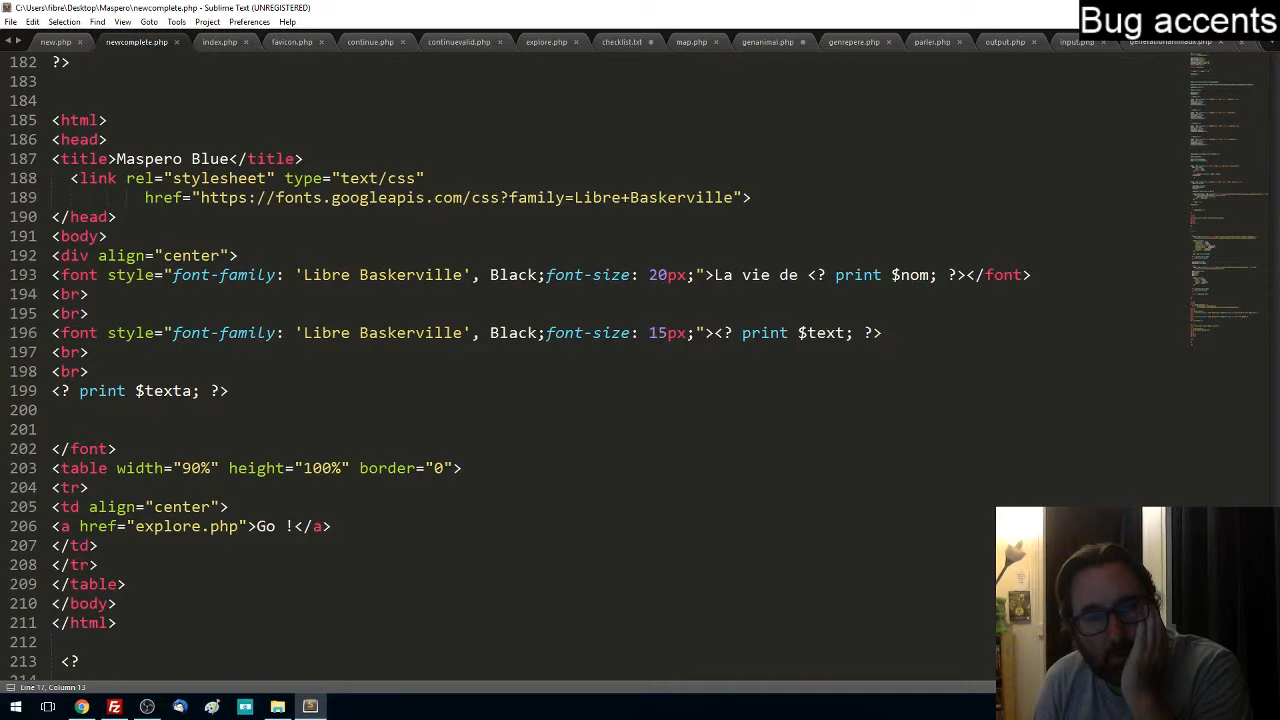 C:\Users\fibre\Desktop\Maspero\newcomplete.php - Sublime Text (UNREGISTERED)
Bug accents
File Edit Selection Find View Goto Tools Project Preferences Help
new.php newcomplete.php index.php favicon.php continue.php continuevalid.php explore.php checklist.txt map.php genanimal.php genrepere.php parler.php output.php input.php
182 ?>
183
184
185 <html>
186 <head>
187 <title>Maspero Blue</title>
188 <link rel="stylesheet" type="text/css"
189 href="https://fonts.googleapis.com/css?family=Libre+Baskerville">
190 </head>
191 <body>
192 <div align="center">
193 <font style="font-family: 'Libre Baskerville', Black;font-size: 20px;">La vie de <? print $nom; ?></font>
194 <br>
195 <br>
196 <font style="font-family: 'Libre Baskerville', Black;font-size: 15px;"><? print $text; ?>
197 <br>
198 <br>
199 <? print $texta; ?>
200
201
202 </font>
203 <table width="90%" height="100%" border="0">
204 <tr>
205 <td align="center">
206 <a href="explore.php">Go !</a>
207 </td>
208 </tr>
209 </table>
210 </body>
211 </html>
212
213 <?
Line 17, Column 13